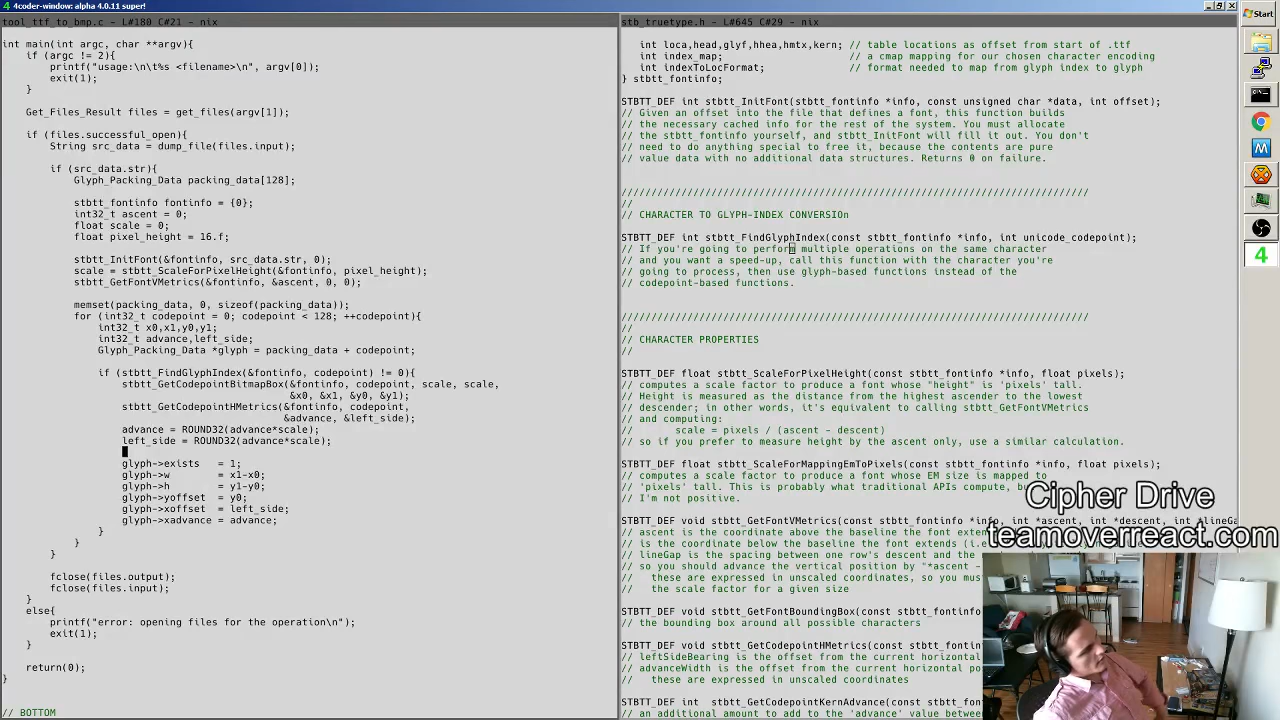 4coder-window: alpha 4.0.11 super!
Start
tool_ttf_to_bmp.c - L#180 C#21 - nix
int main(int argc, char **argv){
if (argc != 2){
printf("usage:\n\t%s <filename>\n", argv[0]);
exit(1);
}
Get_Files_Result files = get_files(argv[1]);
if (files.successful_open){
String src_data = dump_file(files.input);
if (src_data.str){
Glyph_Packing_Data packing_data[128];
stbtt_fontinfo fontinfo = {0};
int32_t ascent = 0;
float scale = 0;
float pixel_height = 16.f;
stbtt_InitFont(&fontinfo, src_data.str, 0);
scale = stbtt_ScaleForPixelHeight(&fontinfo, pixel_height);
stbtt_GetFontVMetrics(&fontinfo, &ascent, 0, 0);
memset(packing_data, 0, sizeof(packing_data));
for (int32_t codepoint = 0; codepoint < 128; ++codepoint){
int32_t x0,x1,y0,y1;
int32_t advance,left_side;
Glyph_Packing_Data *glyph = packing_data + codepoint;
if (stbtt_FindGlyphIndex(&fontinfo, codepoint) != 0){
stbtt_GetCodepointBitmapBox(&fontinfo, codepoint, scale, scale,
&x0, &x1, &y0, &y1);
stbtt_GetCodepointHMetrics(&fontinfo, codepoint,
&advance, &left_side);
advance = ROUND32(advance*scale);
left_side = ROUND32(advance*scale);
glyph->exists   = 1;
glyph->w        = x1-x0;
glyph->h        = y1-y0;
glyph->yoffset  = y0;
glyph->xoffset  = left_side;
glyph->xadvance = advance;
}
}
}
fclose(files.output);
fclose(files.input);
}
else{
printf("error: opening files for the operation\n");
exit(1);
}
return(0);
}
// BOTTOM
stb_truetype.h - L#645 C#29 - nix
int loca,head,glyf,hhea,hmtx,kern; // table locations as offset from start of .ttf
int index_map;                     // a cmap mapping for our chosen character encoding
int indexToLocFormat;              // format needed to map from glyph index to glyph
} stbtt_fontinfo;
STBTT_DEF int stbtt_InitFont(stbtt_fontinfo *info, const unsigned char *data, int offset);
// Given an offset into the file that defines a font, this function builds
// the necessary cached info for the rest of the system. You must allocate
// the stbtt_fontinfo yourself, and stbtt_InitFont will fill it out. You don't
// need to do anything special to free it, because the contents are pure
// value data with no additional data structures. Returns 0 on failure.
//////////////////////////////////////////////////////////////////////////////
//
// CHARACTER TO GLYPH-INDEX CONVERSIOn
STBTT_DEF int stbtt_FindGlyphIndex(const stbtt_fontinfo *info, int unicode_codepoint);
// If you're going to perform multiple operations on the same character
// and you want a speed-up, call this function with the character you're
// going to process, then use glyph-based functions instead of the
// codepoint-based functions.
//////////////////////////////////////////////////////////////////////////////
//
// CHARACTER PROPERTIES
//
STBTT_DEF float stbtt_ScaleForPixelHeight(const stbtt_fontinfo *info, float pixels);
// computes a scale factor to produce a font whose "height" is 'pixels' tall.
// Height is measured as the distance from the highest ascender to the lowest
// descender; in other words, it's equivalent to calling stbtt_GetFontVMetrics
// and computing:
//       scale = pixels / (ascent - descent)
// so if you prefer to measure height by the ascent only, use a similar calculation.
STBTT_DEF float stbtt_ScaleForMappingEmToPixels(const stbtt_fontinfo *info, float pixels);
// computes a scale factor to produce a font whose EM size is mapped to
// 'pixels' tall. This is probably what traditional APIs compute, bu
// I'm not positive.
STBTT_DEF void stbtt_GetFontVMetrics(const stbtt_fontinfo *info, int *ascent, int *descent, int *lineGa
// ascent is the coordinate above the baseline the font exten
// is the coordinate below the baseline the font extends (i.e
// lineGap is the spacing between one row's descent and the
// so you should advance the vertical position by "*ascent -
//   these are expressed in unscaled coordinates, so you mus
//   the scale factor for a given size
STBTT_DEF void stbtt_GetFontBoundingBox(const stbtt_fontinfo
// the bounding box around all possible characters
STBTT_DEF void stbtt_GetCodepointHMetrics(const stbtt_fontinf
// leftSideBearing is the offset from the current horizontal
// advanceWidth is the offset from the current horizontal po
//   these are expressed in unscaled coordinates
STBTT_DEF int  stbtt_GetCodepointKernAdvance(const stbtt_font
// an additional amount to add to the 'advance' value between
Cipher Drive
teamoverreact.com